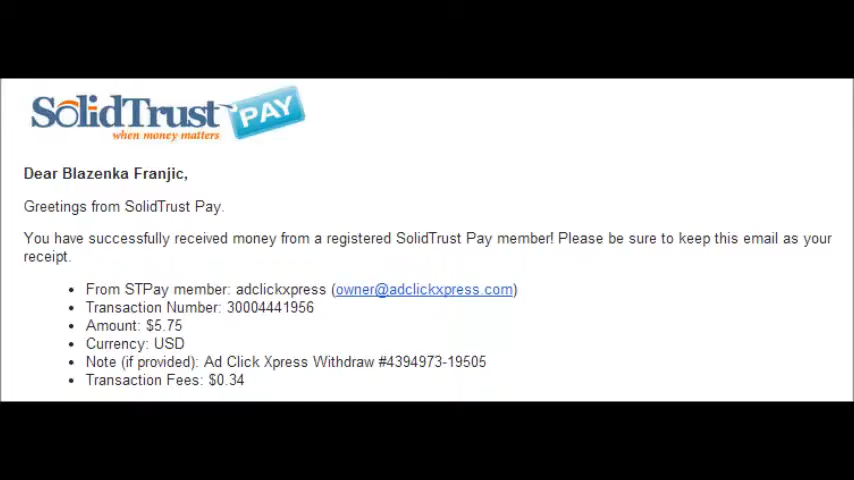 SolidTrust PAY
when money matters
Dear Blazenka Franjic,
Greetings from SolidTrust Pay.
You have successfully received money from a registered SolidTrust Pay member! Please be sure to keep this email as your
receipt.
• From STPay member: adclickxpress (owner@adclickxpress.com)
• Transaction Number: 30004441956
• Amount: $5.75
• Currency: USD
• Note (if provided): Ad Click Xpress Withdraw #4394973-19505
• Transaction Fees: $0.34